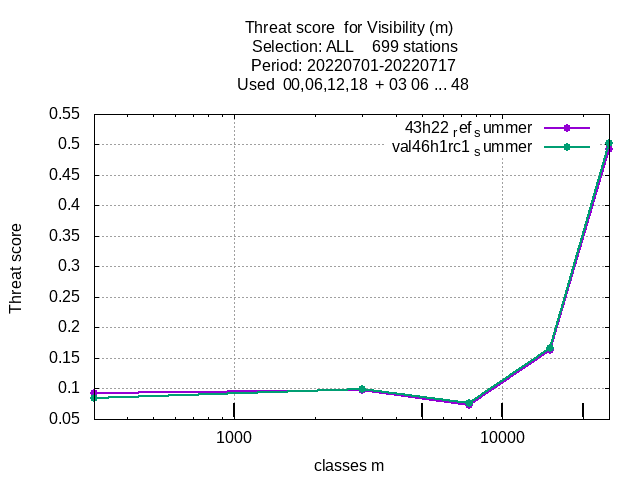 Threat score for Visibility (m)
Selection: ALL 699 stations
Period: 20220701-20220717
Used 00,06,12,18 + 03 06 ... 48
43h22 ref summer
val46h1rc1 summer
0.55
0.5
0.45
0.4
0.35
0.3
0.25
0.2
0.15
0.1
0.05
Threat score
1000 10000
classes m